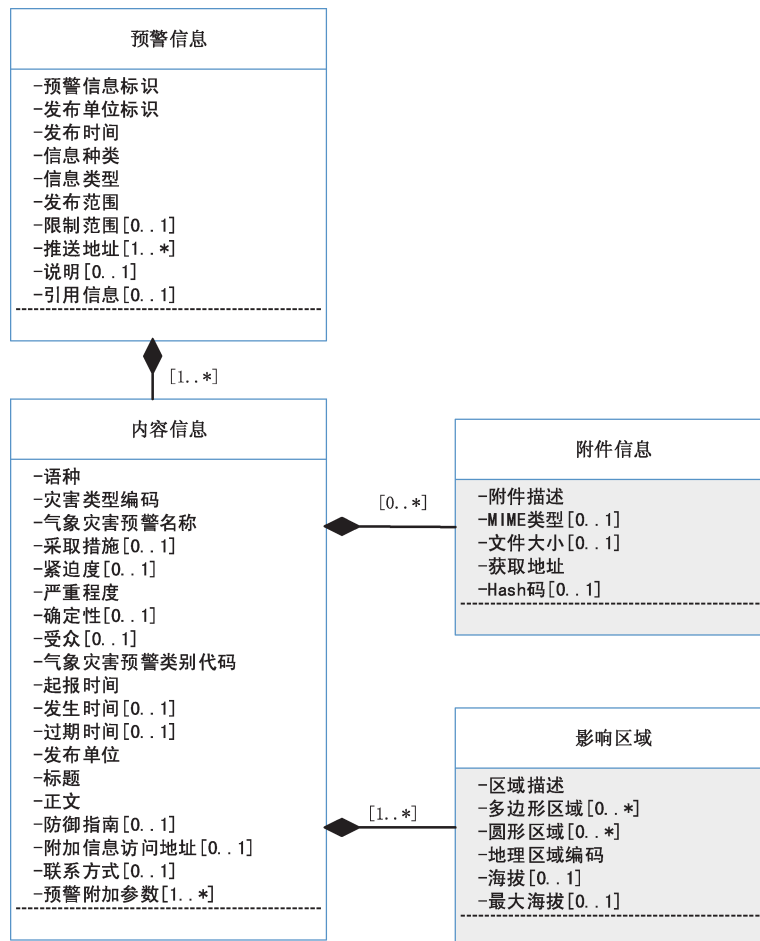 预警信息
-预警信息标识
-发布单位标识
-发布时间
-信息种类
-信息类型
-发布范围
-限制范围[0..1]
-推送地址[1..*]
-说明[0..1]
-引用信息[0..1]
[1..*]
内容信息
-语种
-灾害类型编码
-气象灾害预警名称
-采取措施[0..1]
-紧迫度[0..1]
-严重程度
-确定性[0..1]
-受众[0..1]
-气象灾害预警类别代码
-起报时间
-发生时间[0..1]
-过期时间[0..1]
-发布单位
-标题
-正文
-防御指南[0..1]
-附加信息访问地址[0..1]
-联系方式[0..1]
-预警附加参数[1..*]
[0..*]
附件信息
-附件描述
-MIME类型[0..1]
-文件大小[0..1]
-获取地址
-Hash码[0..1]
[1..*]
影响区域
-区域描述
-多边形区域[0..*]
-圆形区域[0..*]
-地理区域编码
-海拔[0..1]
-最大海拔[0..1]